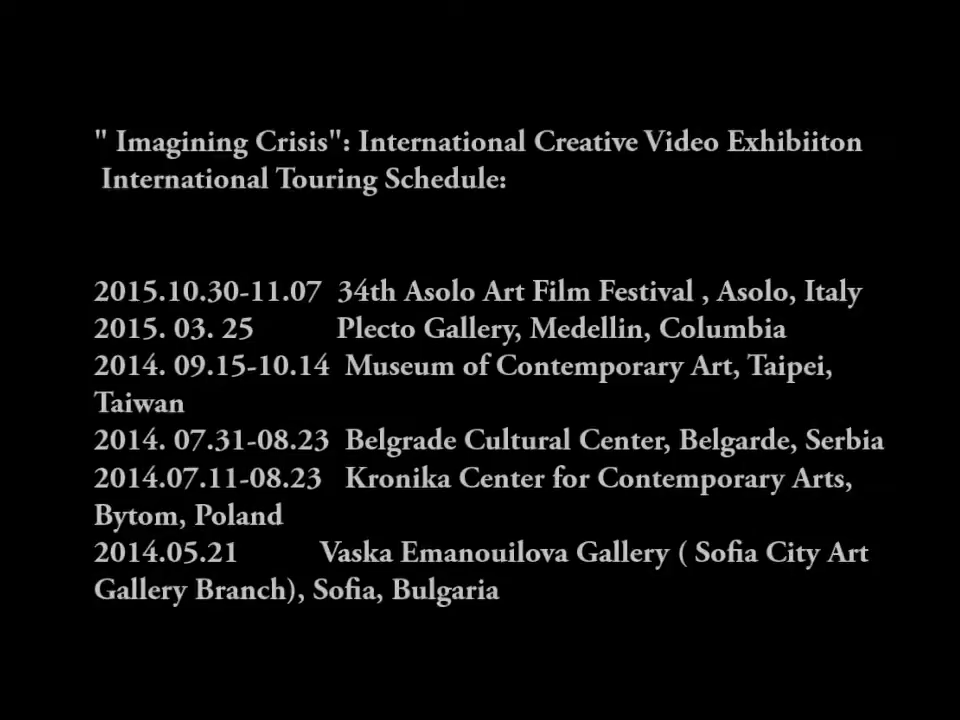 " Imagining Crisis": International Creative Video Exhibiiton
International Touring Schedule:
2015.10.30-11.07 34th Asolo Art Film Festival , Asolo, Italy
2015. 03. 25 Plecto Gallery, Medellin, Columbia
2014. 09.15-10.14 Museum of Contemporary Art, Taipei,
Taiwan
2014. 07.31-08.23 Belgrade Cultural Center, Belgarde, Serbia
2014.07.11-08.23 Kronika Center for Contemporary Arts,
Bytom, Poland
2014.05.21 Vaska Emanouilova Gallery ( Sofia City Art
Gallery Branch), Sofia, Bulgaria